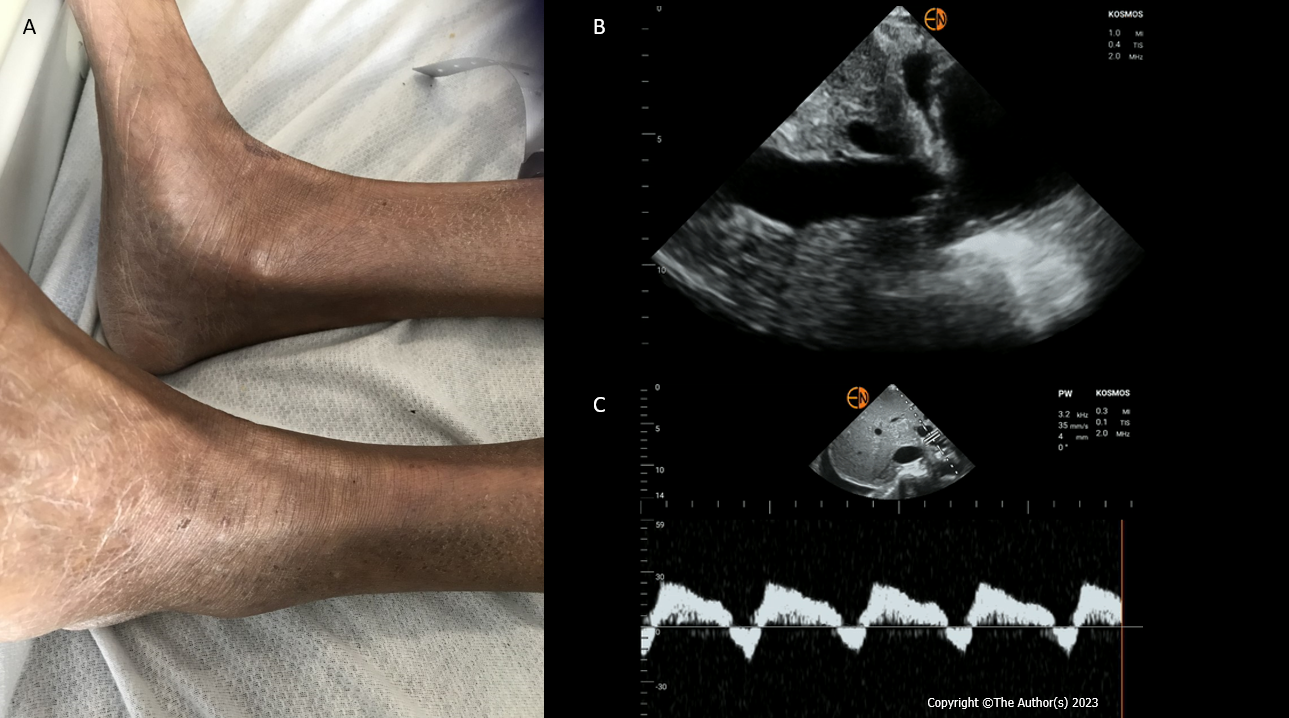 A
B
0
KOSMOS
1.0 MI
0.4 TIS
2.0 MHz
5
10
C
0
PW KOSMOS
3.2 kHz 0.3 MI
35 mm/s 0.1 TIS
4 mm 2.0 MHz
0°
5
10
14
59
30
0
-30
Copyright ©The Author(s) 2023